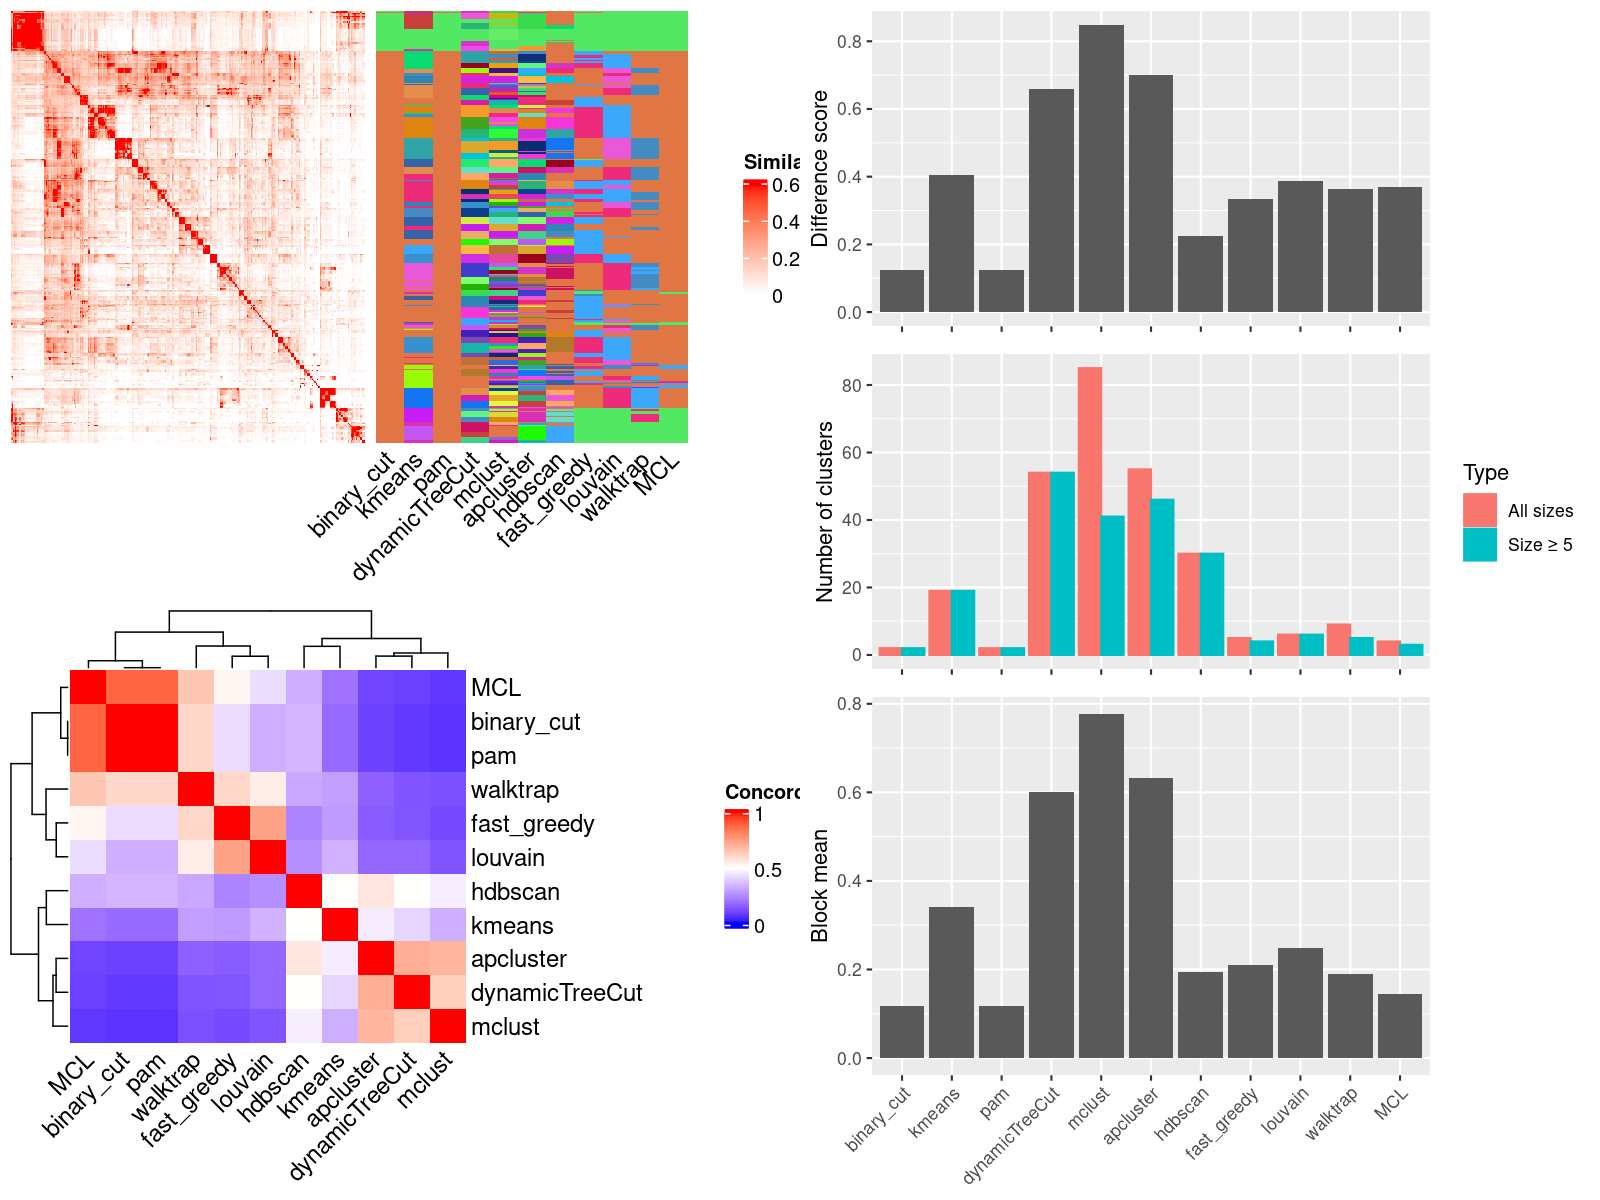 Simila
0.6
0.4
0.2
0
binary_cut
kmeans
pam
dynamicTreeCut
mclust
apcluster
hdbscan
fast_greedy
louvain
walktrap
MCL
MCL
binary_cut
pam
walktrap
fast_greedy
louvain
hdbscan
kmeans
apcluster
dynamicTreeCut
mclust
MCL
binary_cut
pam
walktrap
fast_greedy
louvain
hdbscan
kmeans
apcluster
dynamicTreeCut
mclust
Concord
1
0.5
0
Difference score
0.8
0.6
0.4
0.2
0.0
Number of clusters
80
60
40
20
0
Type
All sizes
Size ≥ 5
Block mean
0.8
0.6
0.4
0.2
0.0
binary_cut
kmeans
pam
dynamicTreeCut
mclust
apcluster
hdbscan
fast_greedy
louvain
walktrap
MCL